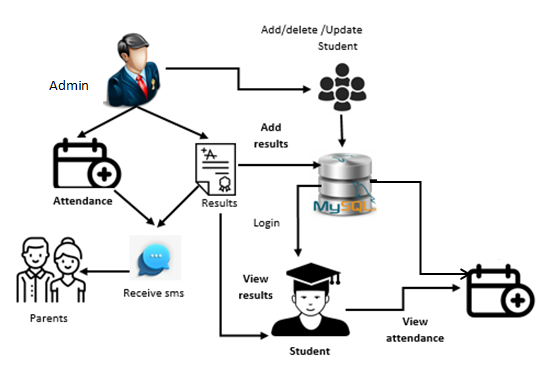 Add/delete /Update
Student
Admin
Add
results
A+
Attendance
Results
MySQL
Login
View
results
Receive sms
Parents
Student
View
attendance